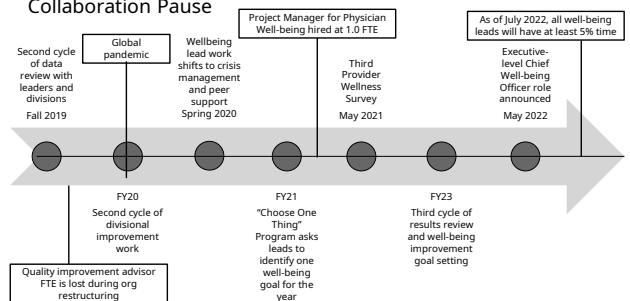 Collaboration Pause
Second cycle
of data
review with
leaders and
divisions
Fall 2019
Global
pandemic
Wellbeing
lead work
shifts to crisis
management
and peer
support
Spring 2020
Project Manager for Physician
Well-being hired at 1.0 FTE
Third
Provider
Wellness
Survey
May 2021
As of July 2022, all well-being
leads will have at least 5% time
Executive-
level Chief
Well-being
Officer role
announced
May 2022
Quality improvement advisor
FTE is lost during org
restructuring
FY20
Second cycle of
divisional
improvement
work
FY21
"Choose One
Thing"
Program asks
leads to
identify one
well-being
goal for the
year
FY23
Third cycle of
results review
and well-being
improvement
goal setting